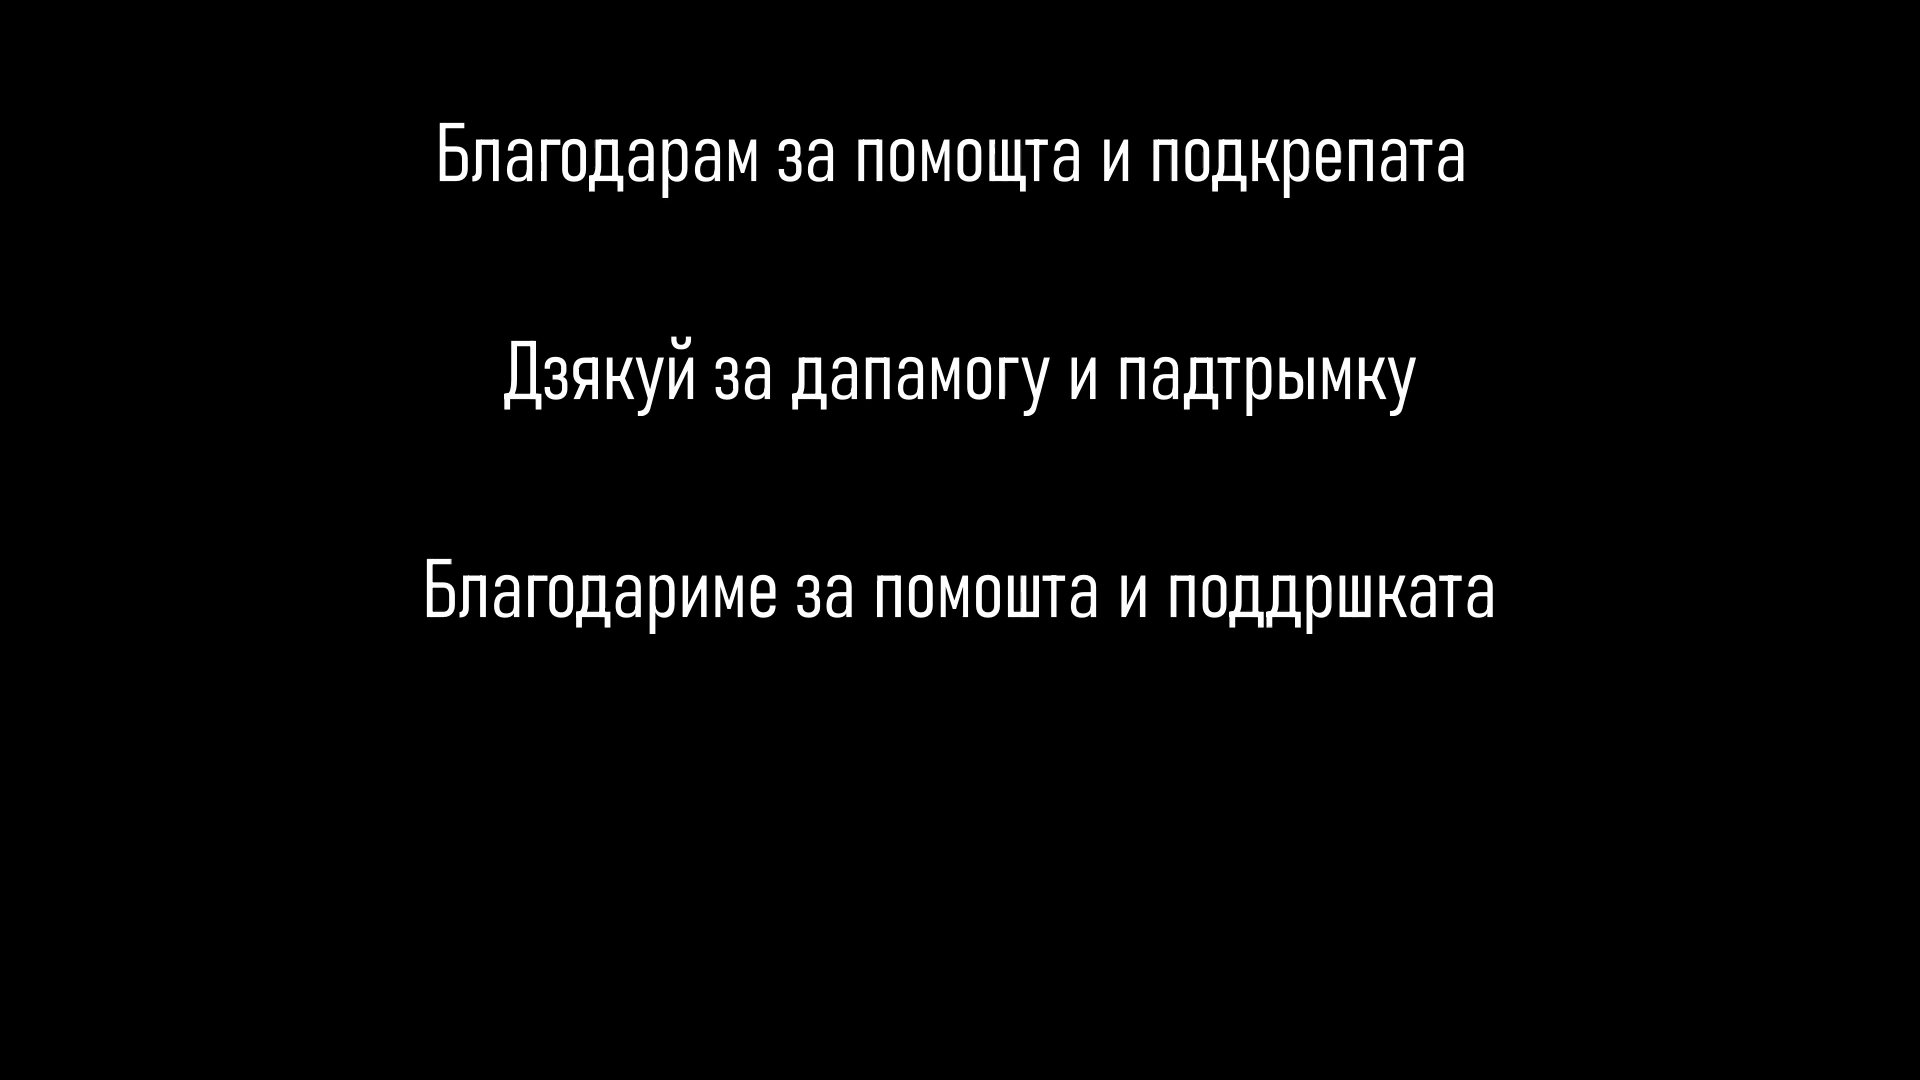 Благодарам за помощта и подкрепата
Дзякуй за дапамогу и падтрымку
Благодариме за помошта и поддршката